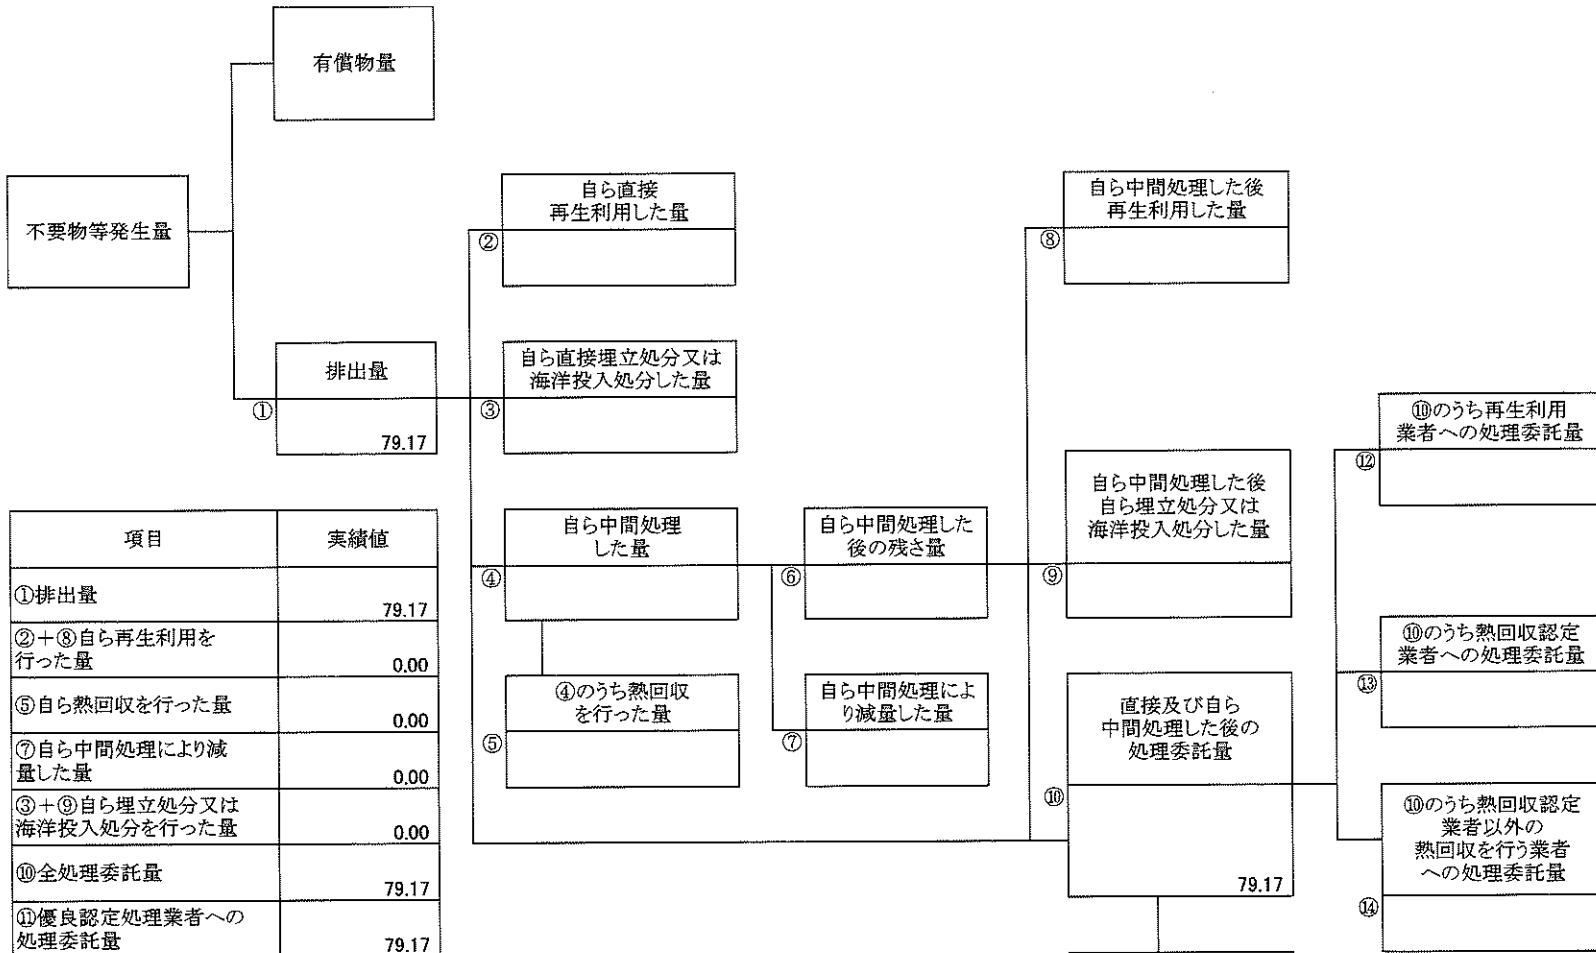 有償物量
不要物等発生量
自ら直接
再生利用した量
②
自ら中間処理した後
再生利用した量
⑧
排出量
①
79.17
自ら直接埋立処分又は
海洋投入処分した量
③
⑩のうち再生利用
業者への処理委託量
⑫
自ら中間処理
した量
④
自ら中間処理した
後の残さ量
⑥
自ら中間処理した後
自ら埋立処分又は
海洋投入処分した量
⑨
④のうち熱回収
を行った量
⑤
自ら中間処理によ
り減量した量
⑦
直接及び自ら
中間処理した後の
処理委託量
⑩
79.17
⑩のうち熱回収認定
業者への処理委託量
⑬
⑩のうち熱回収認定
業者以外の
熱回収を行う業者
への処理委託量
⑭
項目 実績値
①排出量 79.17
②+⑧自ら再生利用を
行った量 0.00
⑤自ら熱回収を行った量 0.00
⑦自ら中間処理により減
量した量 0.00
③+⑨自ら埋立処分又は
海洋投入処分を行った量 0.00
⑩全処理委託量 79.17
⑪優良認定処理業者への
処理委託量 79.17